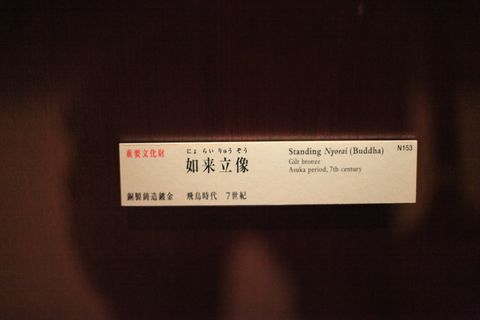 重要文化財
にょ らい りゅう ぞう
如来立像
銅製鋳造鍍金 飛鳥時代 7世紀
Standing Nyorai (Buddha)
Gilt bronze
Asuka period, 7th century
N153